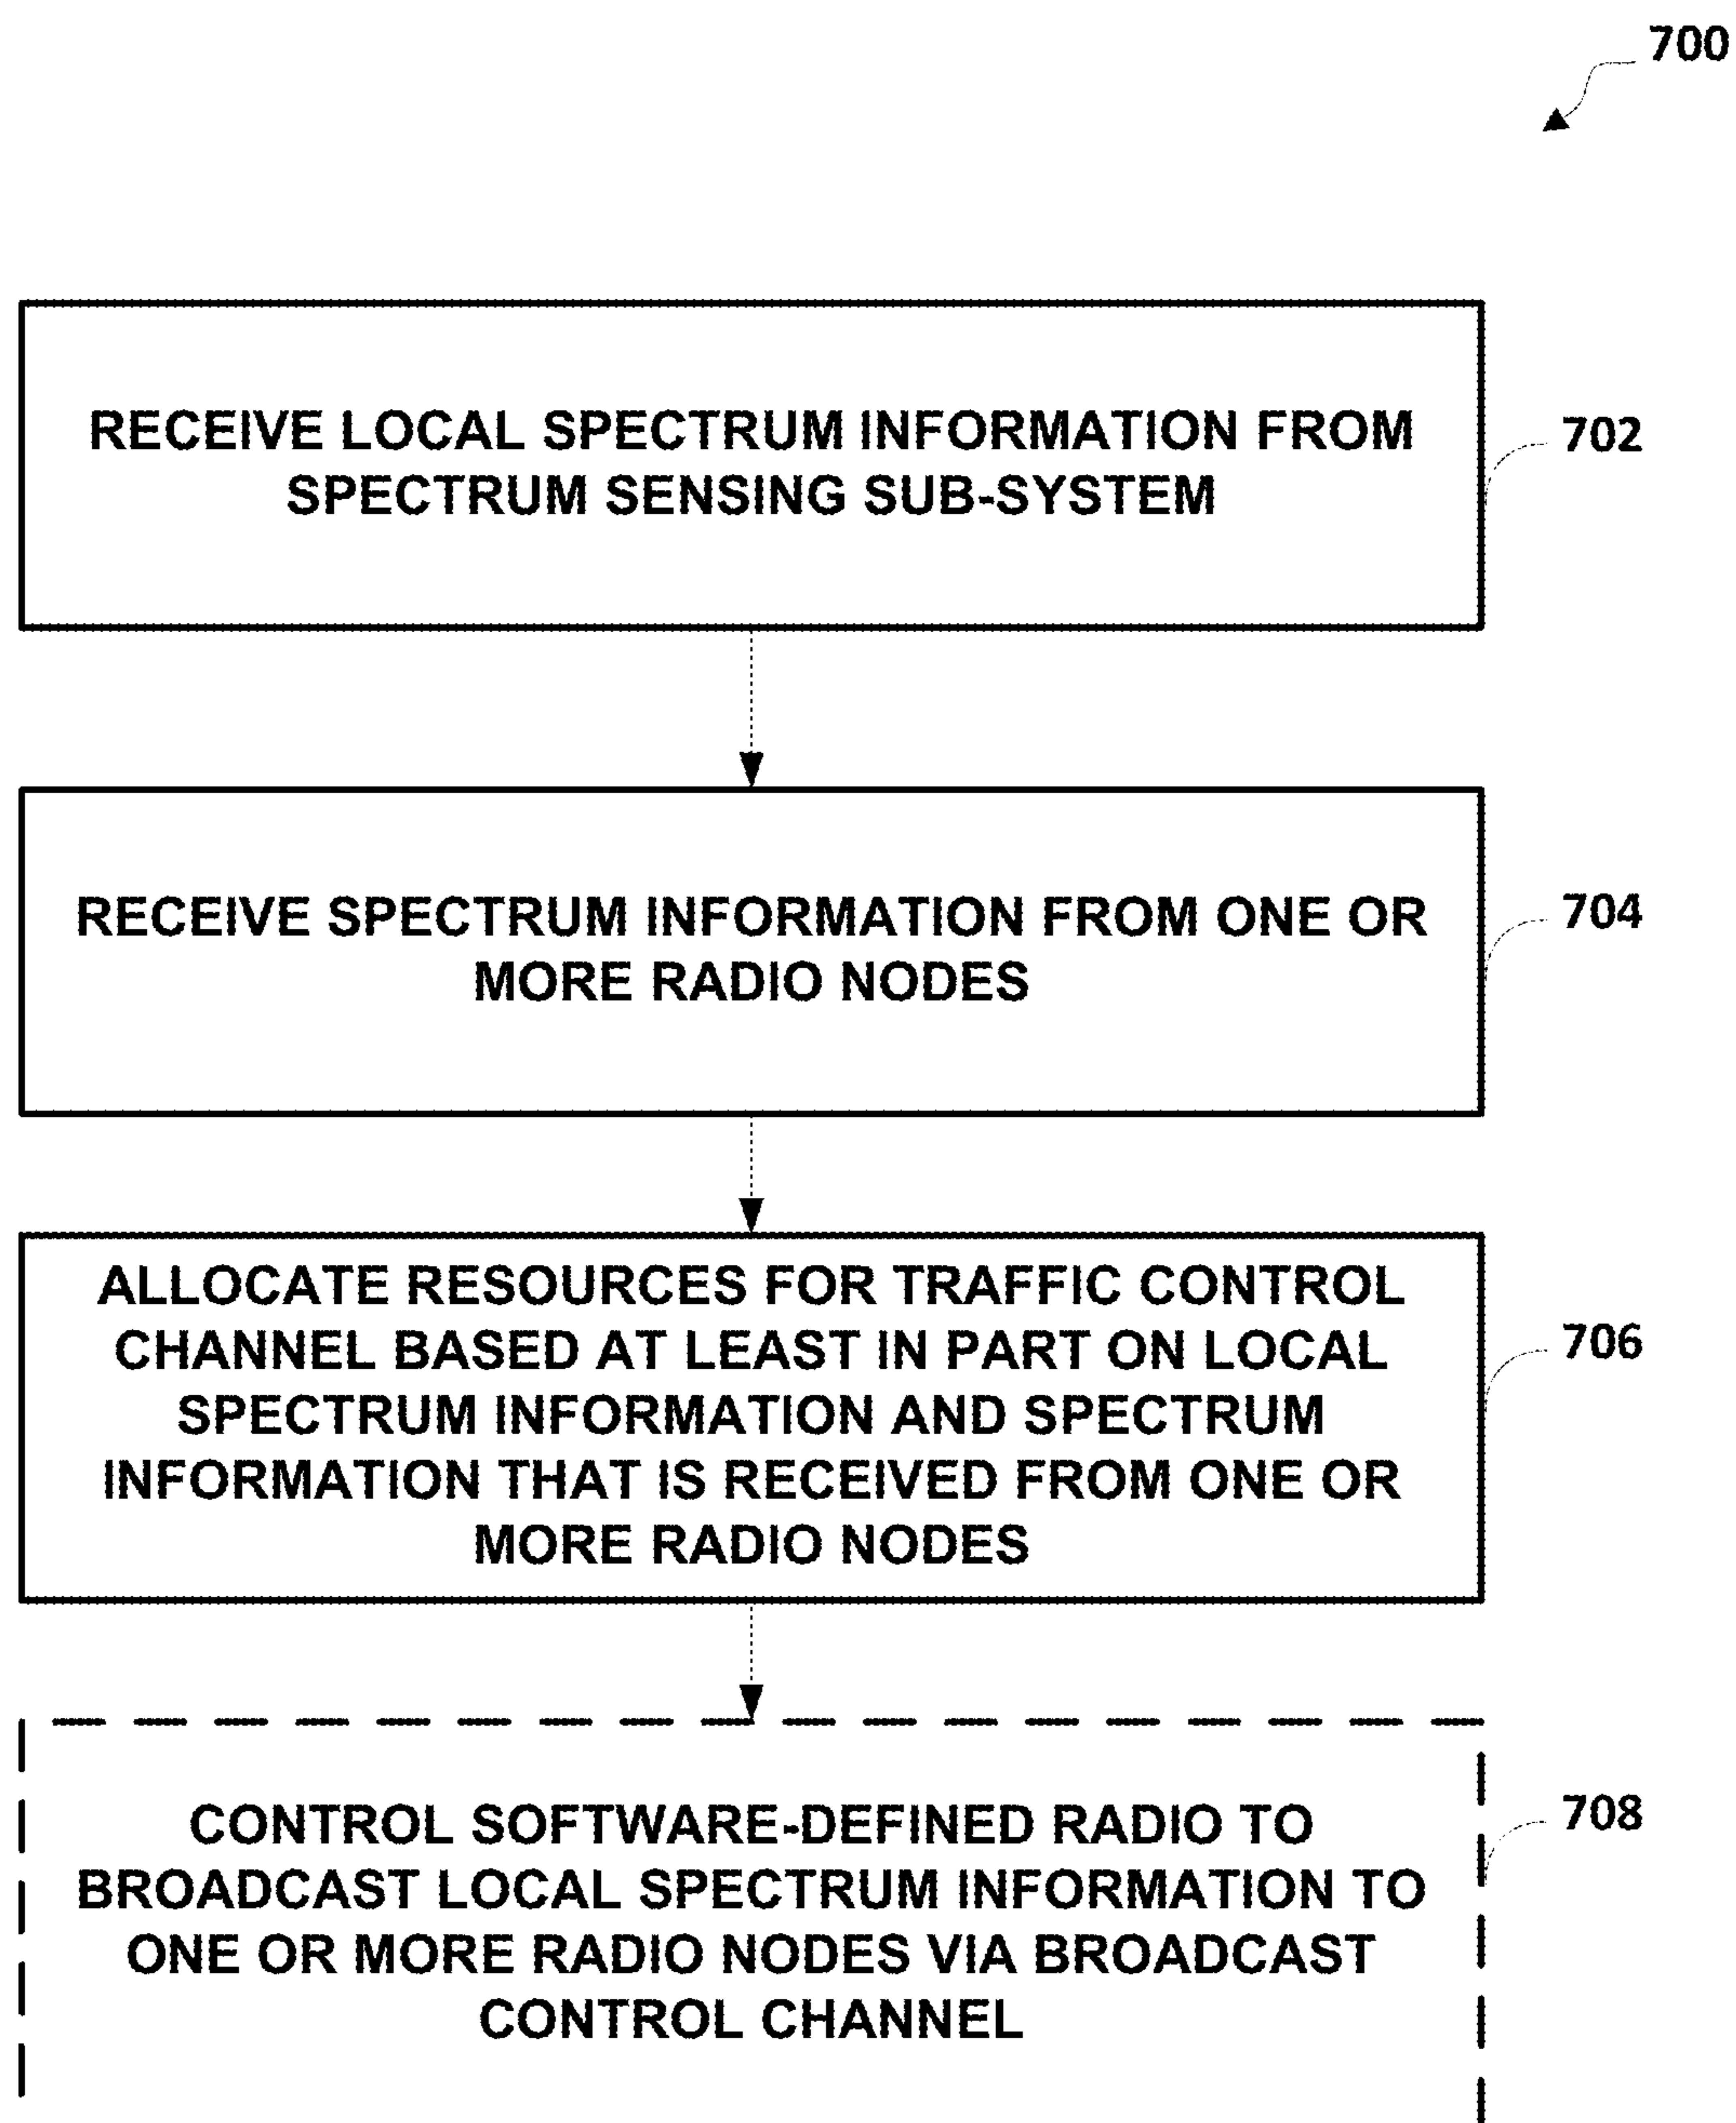 700
RECEIVE LOCAL SPECTRUM INFORMATION FROM
SPECTRUM SENSING SUB-SYSTEM
702
RECEIVE SPECTRUM INFORMATION FROM ONE OR
MORE RADIO NODES
704
ALLOCATE RESOURCES FOR TRAFFIC CONTROL
CHANNEL BASED AT LEAST IN PART ON LOCAL
SPECTRUM INFORMATION AND SPECTRUM
INFORMATION THAT IS RECEIVED FROM ONE OR
MORE RADIO NODES
706
CONTROL SOFTWARE-DEFINED RADIO TO
BROADCAST LOCAL SPECTRUM INFORMATION TO
ONE OR MORE RADIO NODES VIA BROADCAST
CONTROL CHANNEL
708